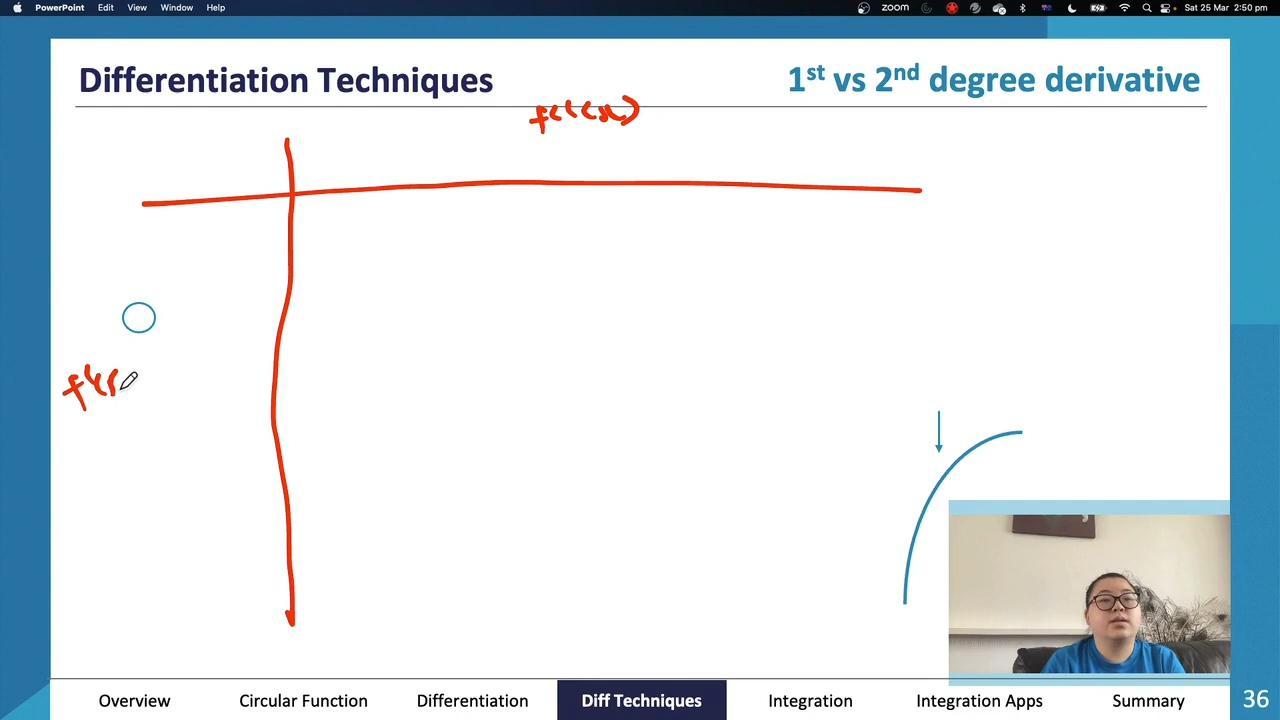 PowerPoint Edit View Window Help zoom Sat 25 Mar 2:50 pm
Differentiation Techniques 1st vs 2nd degree derivative
f''(x)
f'(
Overview Circular Function Differentiation Diff Techniques Integration Integration Apps Summary 36